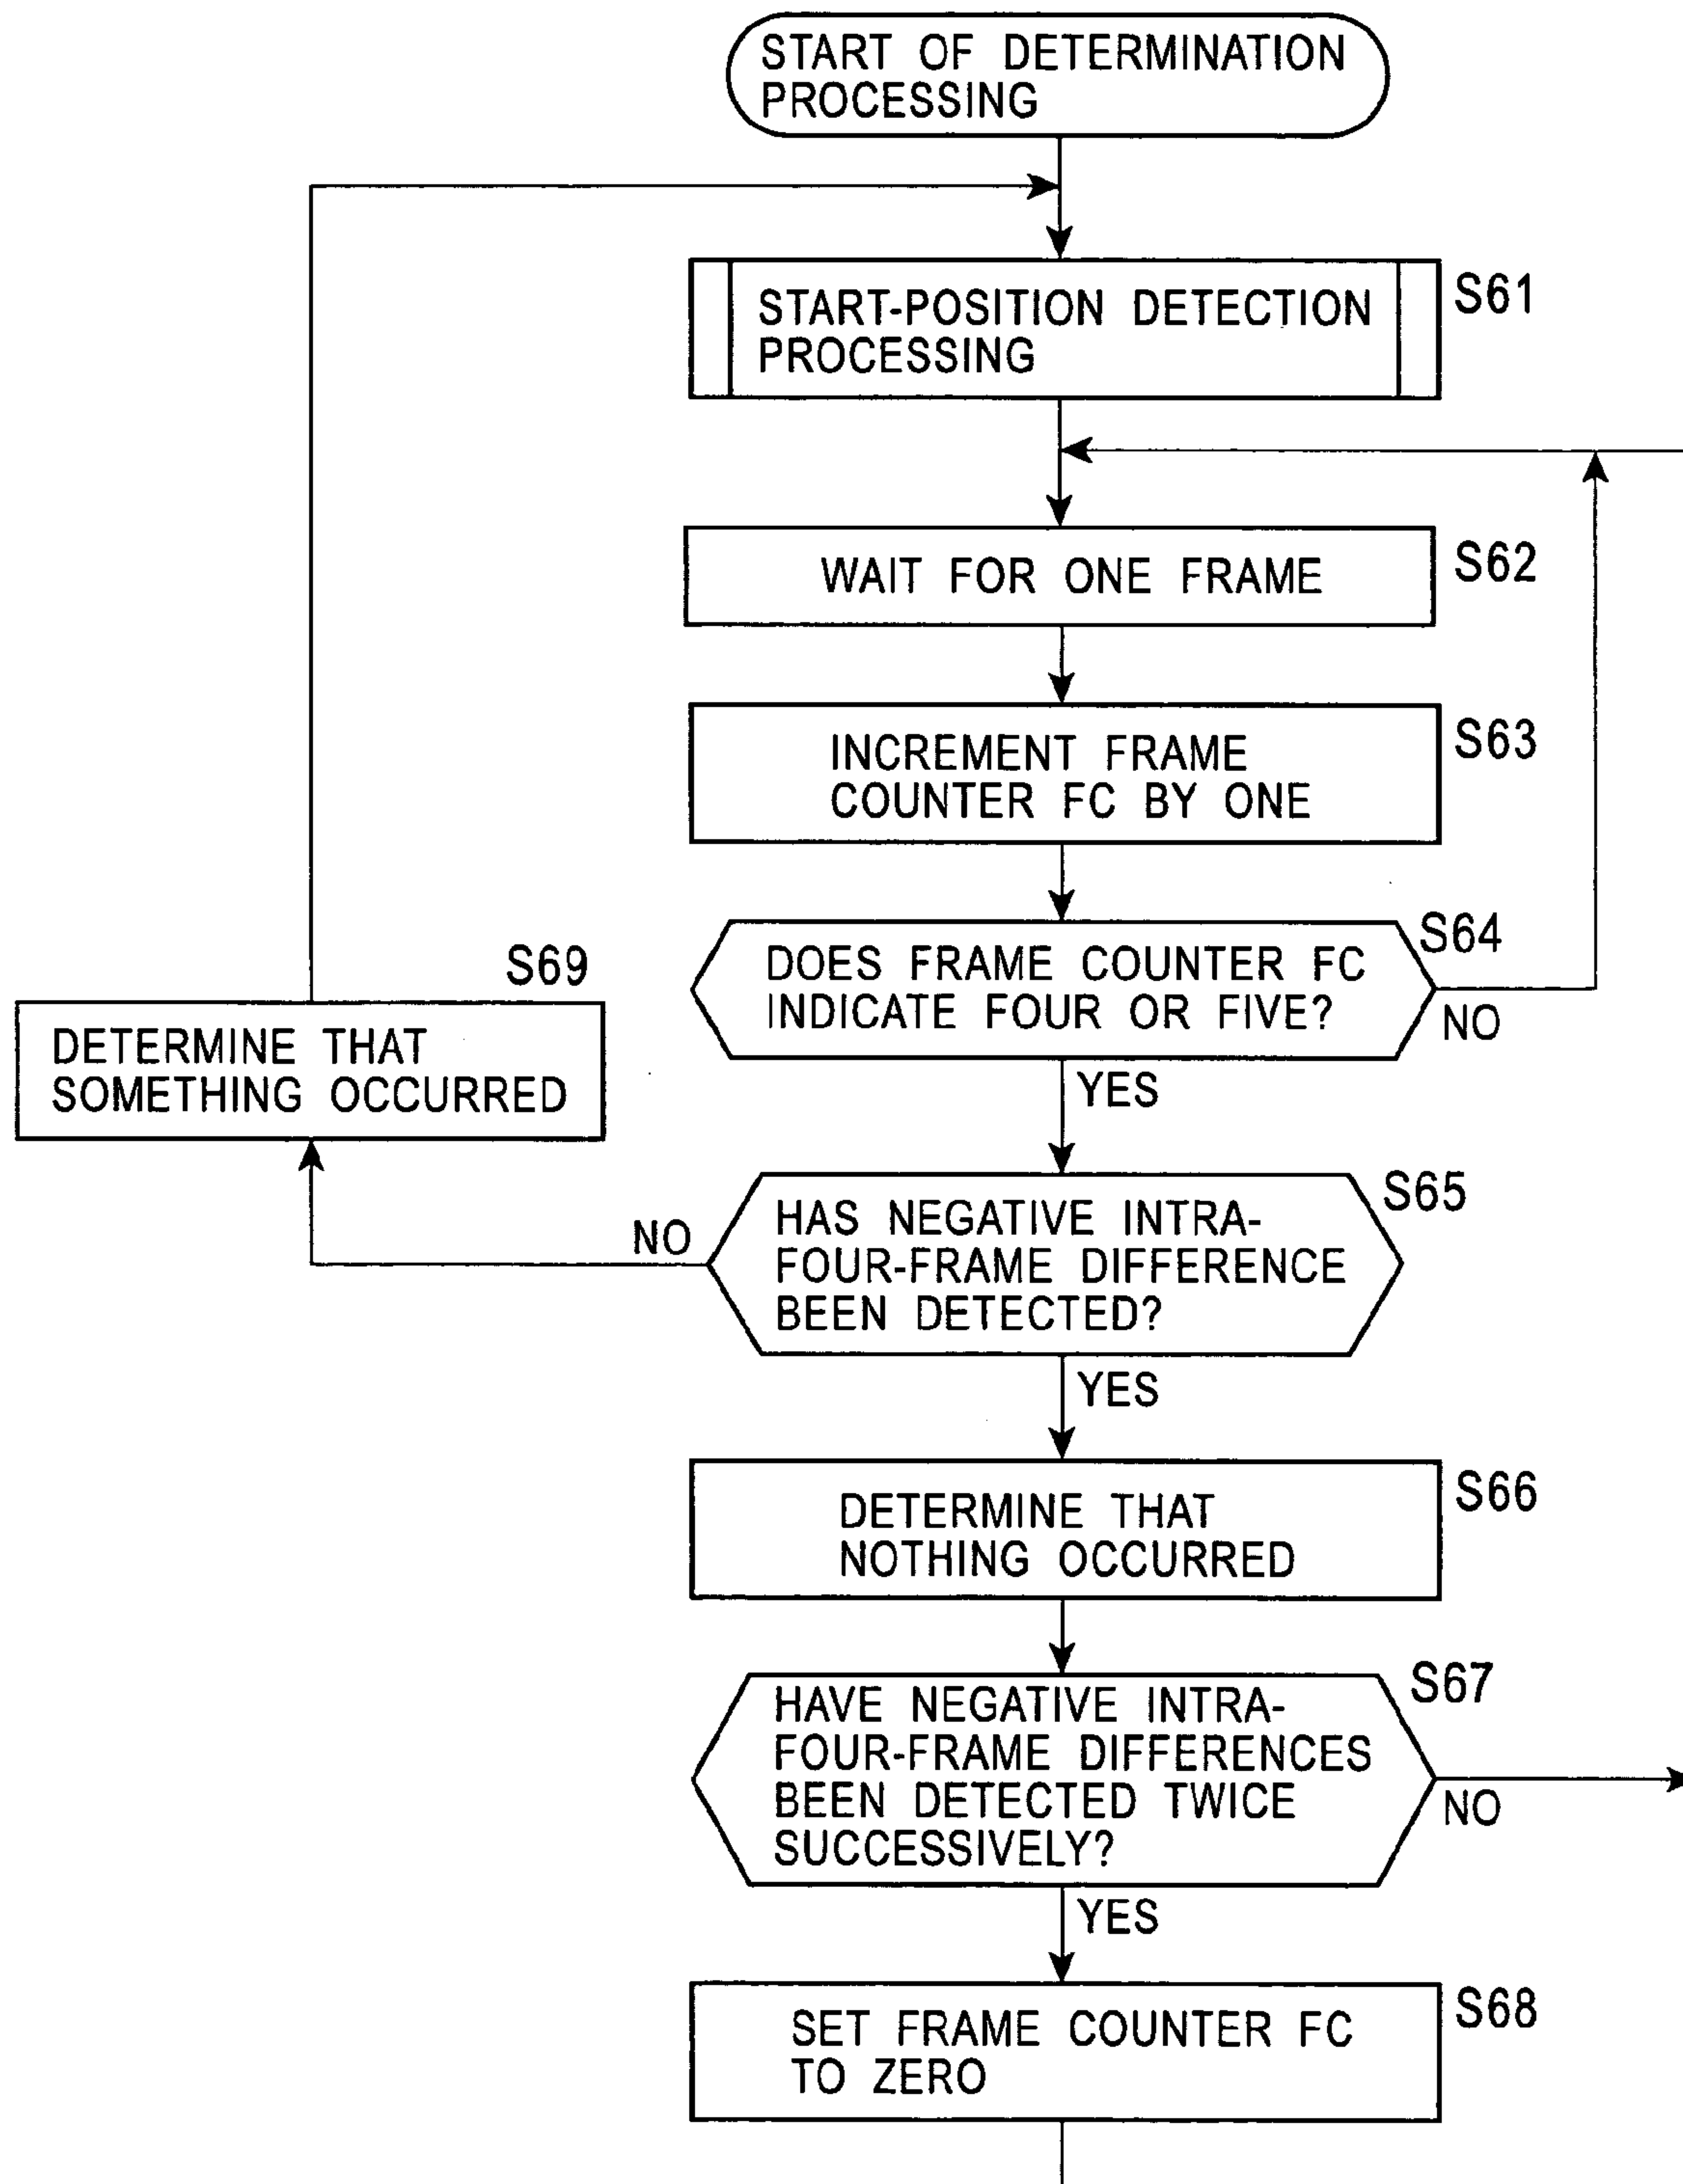 START OF DETERMINATION
PROCESSING
START-POSITION DETECTION
PROCESSING
S61
WAIT FOR ONE FRAME
S62
INCREMENT FRAME
COUNTER FC BY ONE
S63
DOES FRAME COUNTER FC
INDICATE FOUR OR FIVE?
S64
NO
YES
S69
DETERMINE THAT
SOMETHING OCCURRED
HAS NEGATIVE INTRA-
FOUR-FRAME DIFFERENCE
BEEN DETECTED?
S65
NO
YES
DETERMINE THAT
NOTHING OCCURRED
S66
HAVE NEGATIVE INTRA-
FOUR-FRAME DIFFERENCES
BEEN DETECTED TWICE
SUCCESSIVELY?
S67
NO
YES
SET FRAME COUNTER FC
TO ZERO
S68